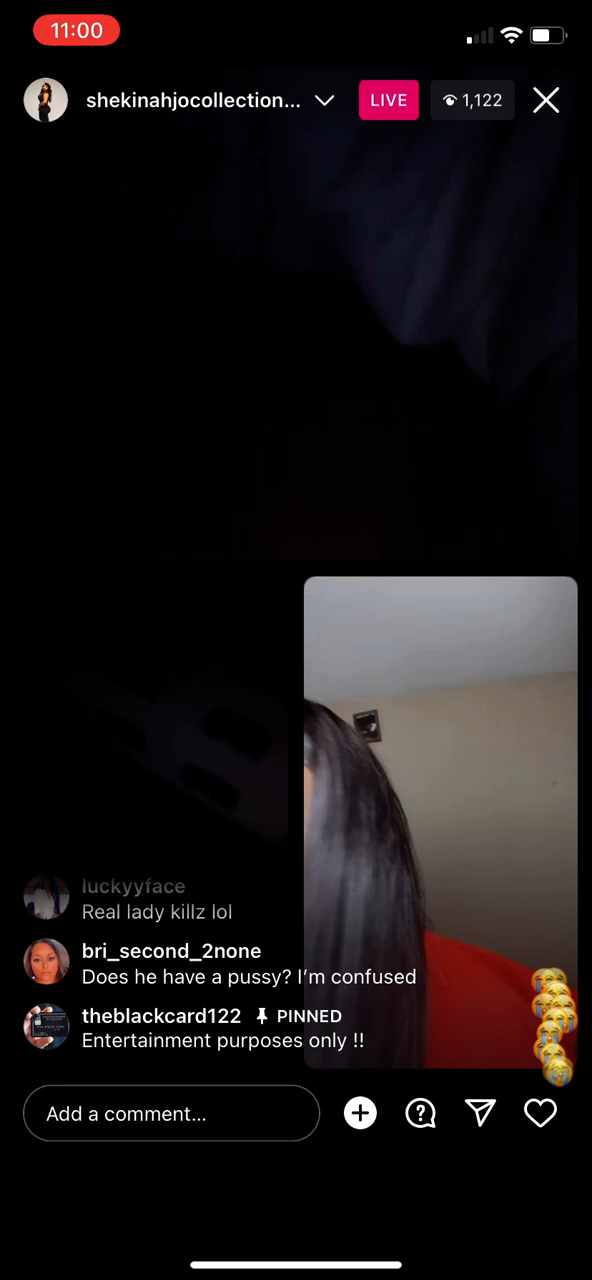 11:00
shekinahjocollection...
LIVE
1,122
luckyyface
Real lady killz lol
bri_second_2none
Does he have a pussy? I'm confused
theblackcard122 PINNED
Entertainment purposes only !!
Add a comment...